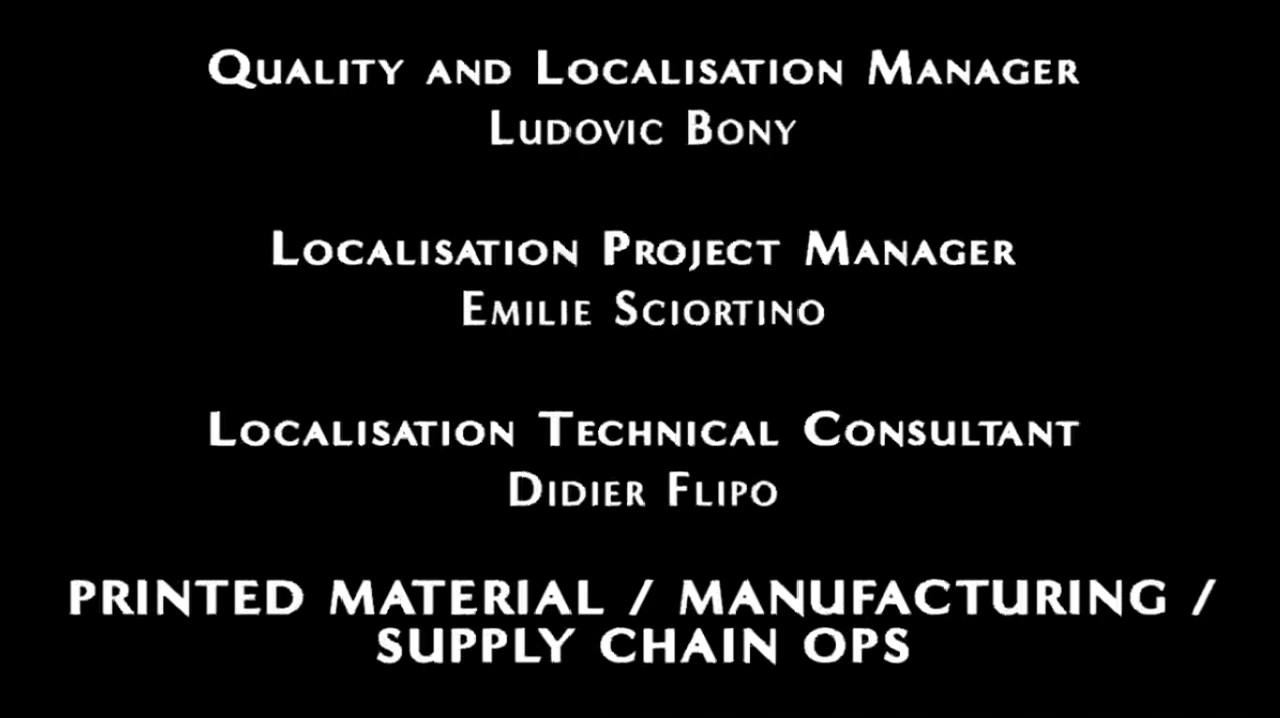 Quality and Localisation Manager
Ludovic Bony
Localisation Project Manager
Emilie Sciortino
Localisation Technical Consultant
Didier Flipo
PRINTED MATERIAL / MANUFACTURING /
SUPPLY CHAIN OPS